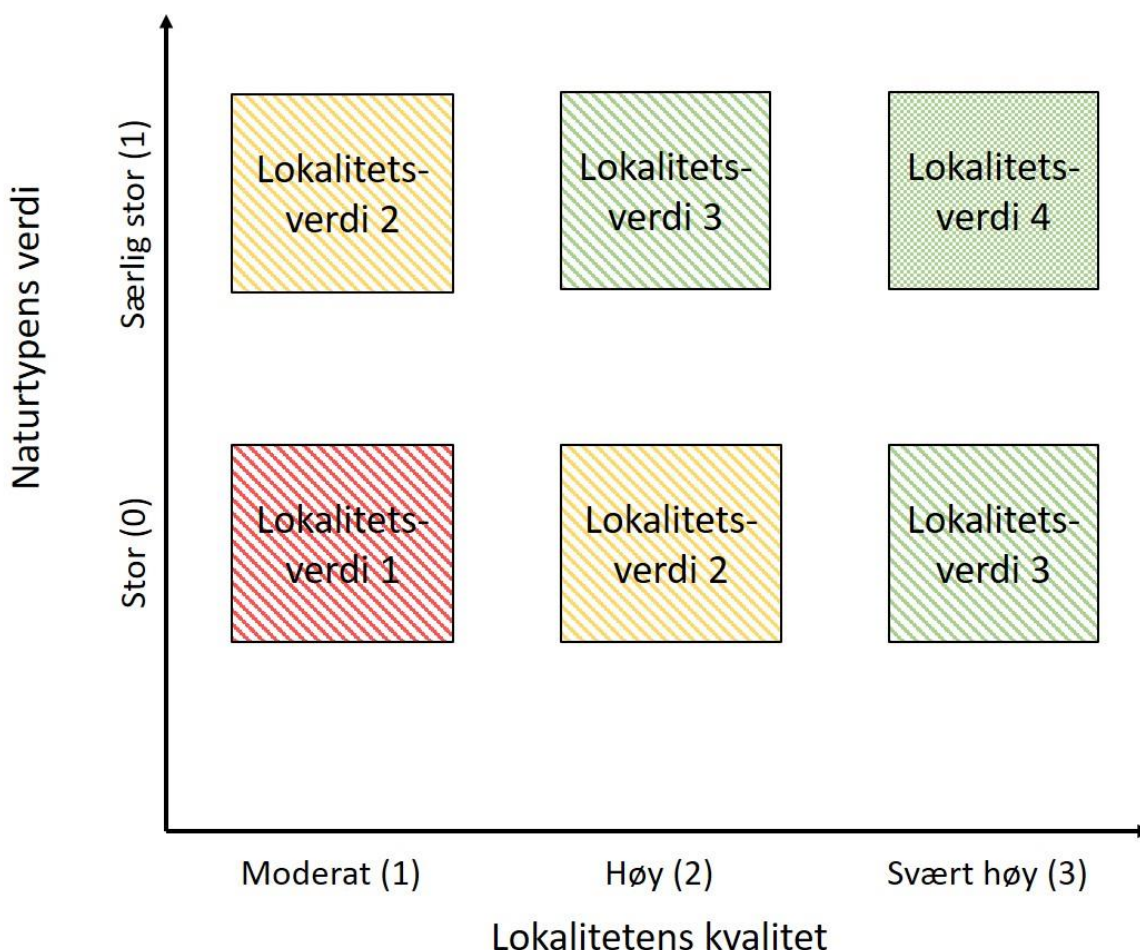 Naturtypens verdi
Særlig stor (1)
Lokalitets-
verdi 2
Lokalitets-
verdi 3
Lokalitets-
verdi 4
Stor (0)
Lokalitets-
verdi 1
Lokalitets-
verdi 2
Lokalitets-
verdi 3
Moderat (1)
Høy (2)
Svært høy (3)
Lokalitetens kvalitet